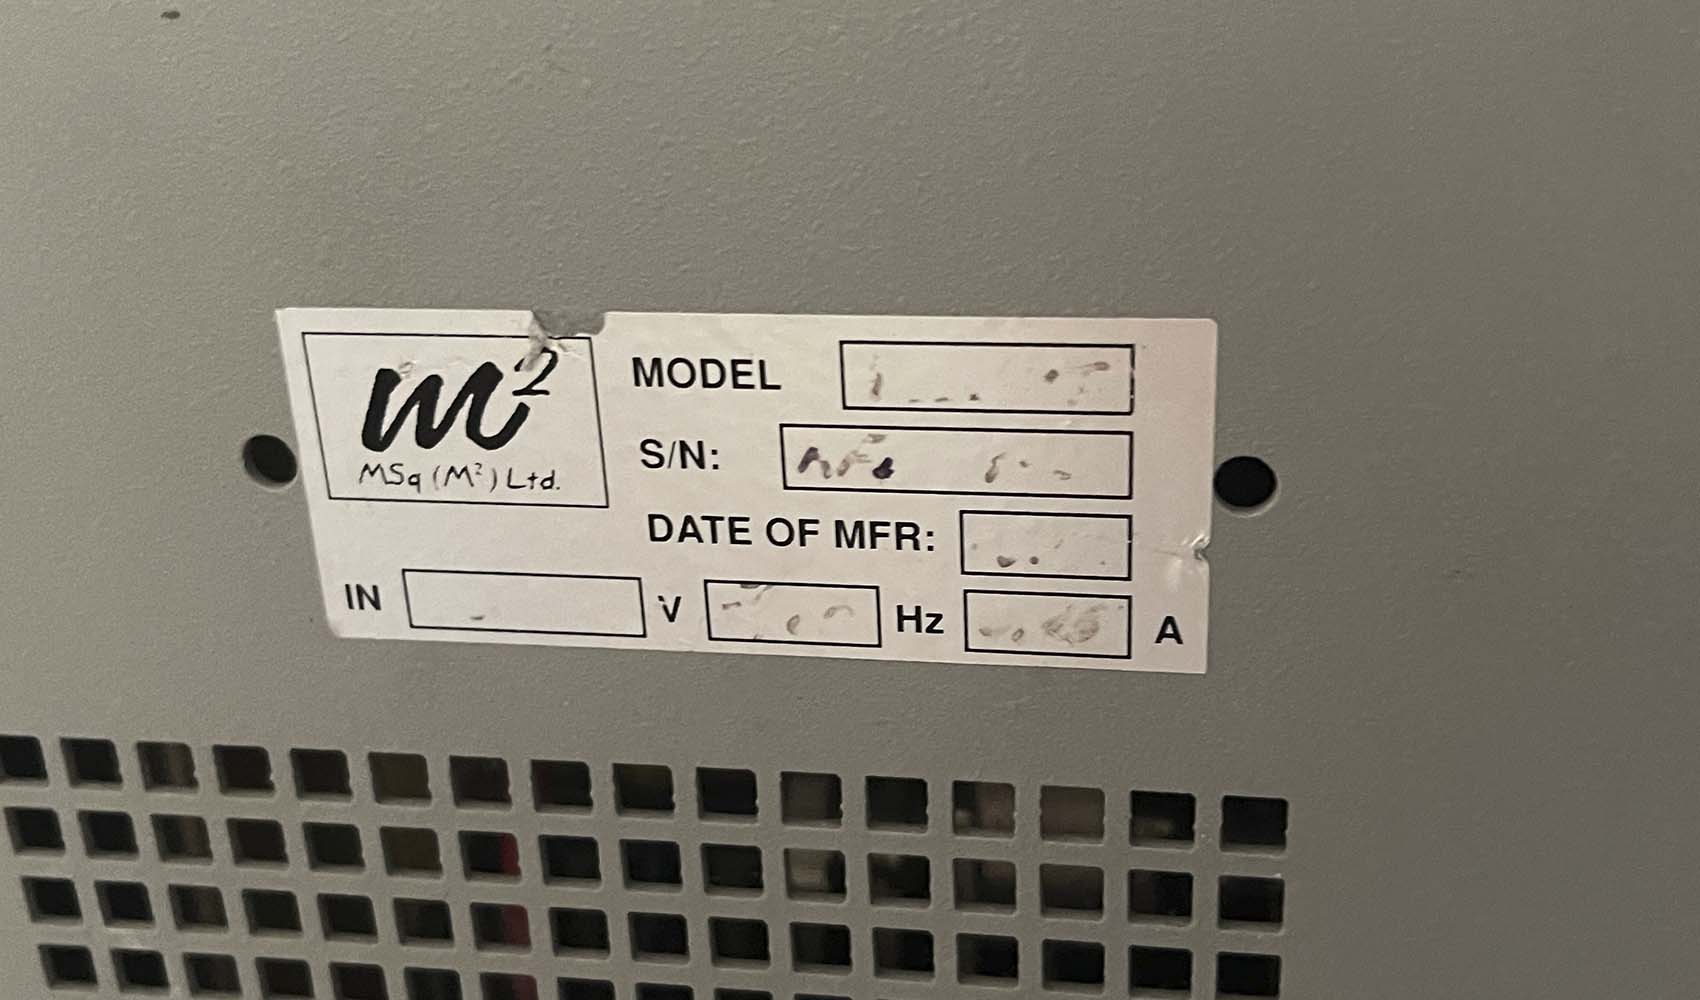 m²
MSq (M²) Ltd.
MODEL
S/N:
DATE OF MFR:
IN V Hz A